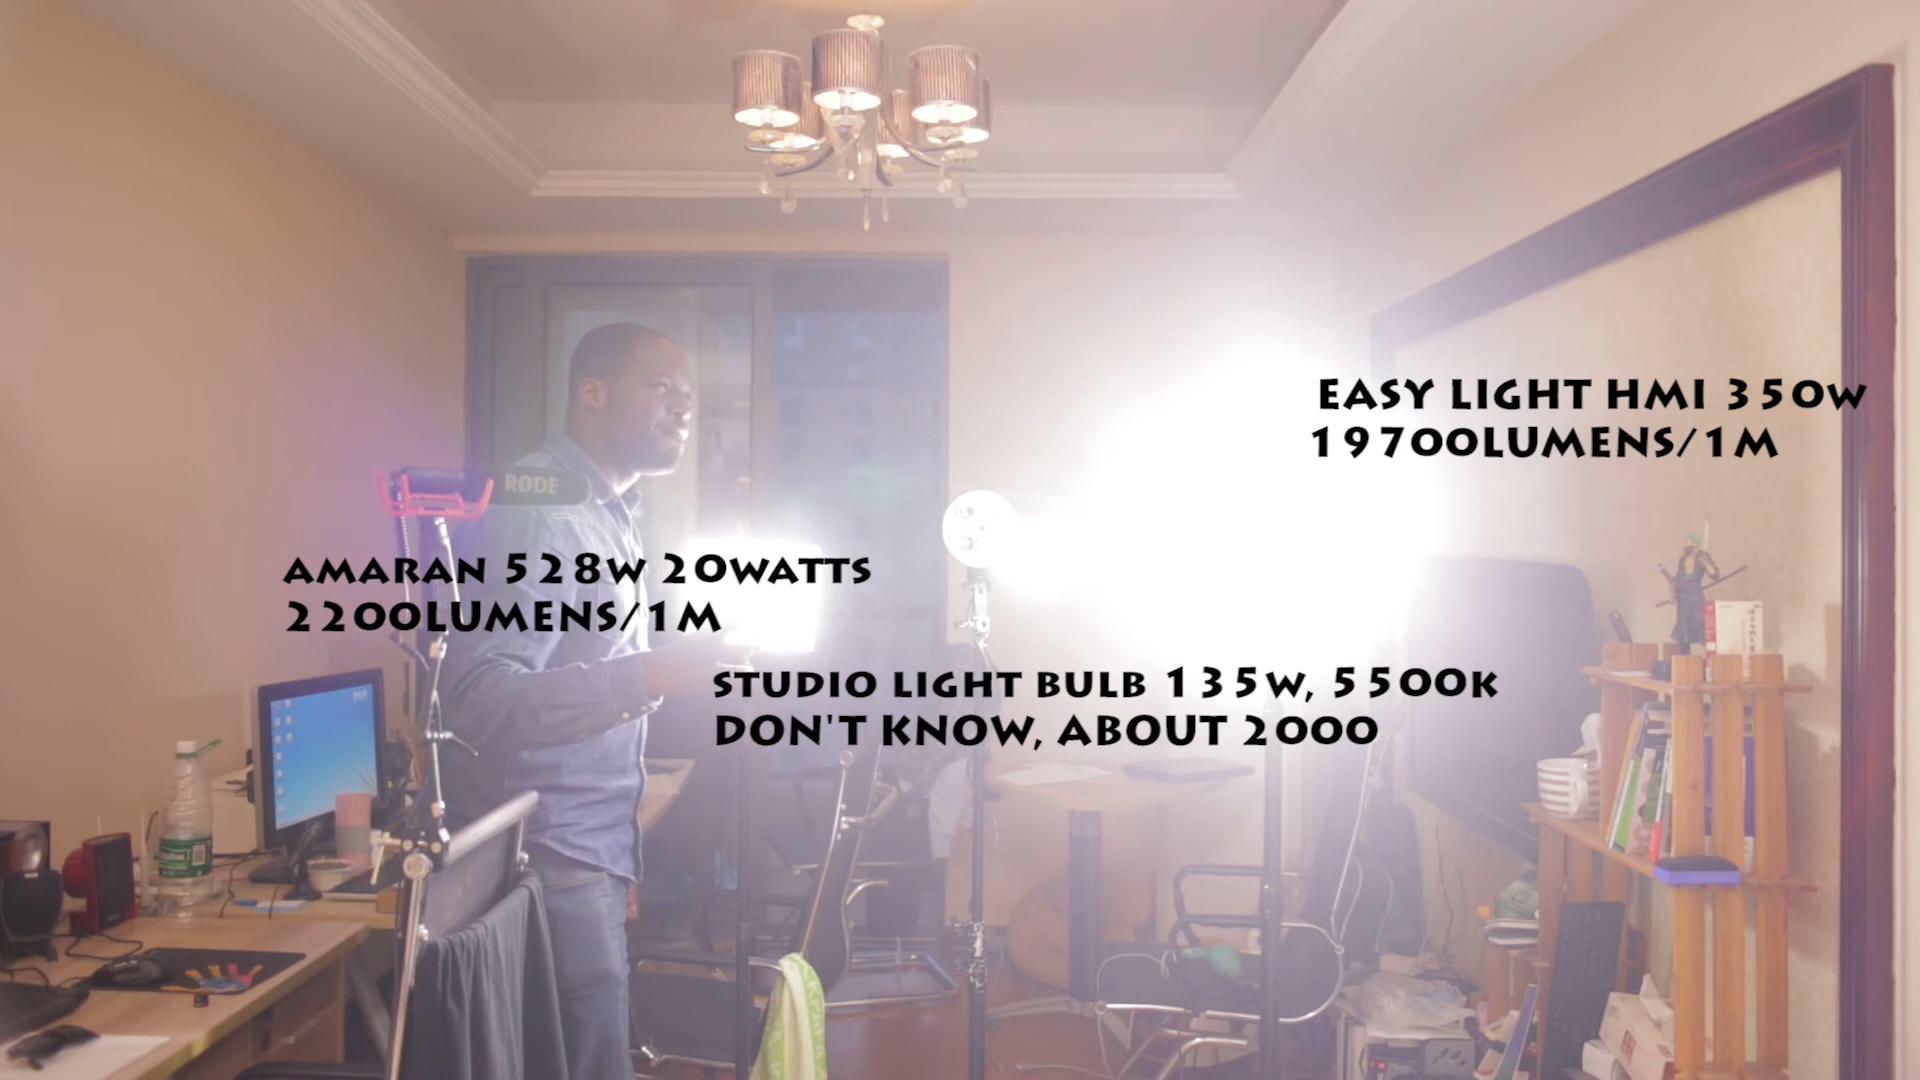 EASY LIGHT HMI 350W
19700LUMENS/1M
RØDE
AMARAN 528W 20WATTS
2200LUMENS/1M
STUDIO LIGHT BULB 135W, 5500K
DON'T KNOW, ABOUT 2000